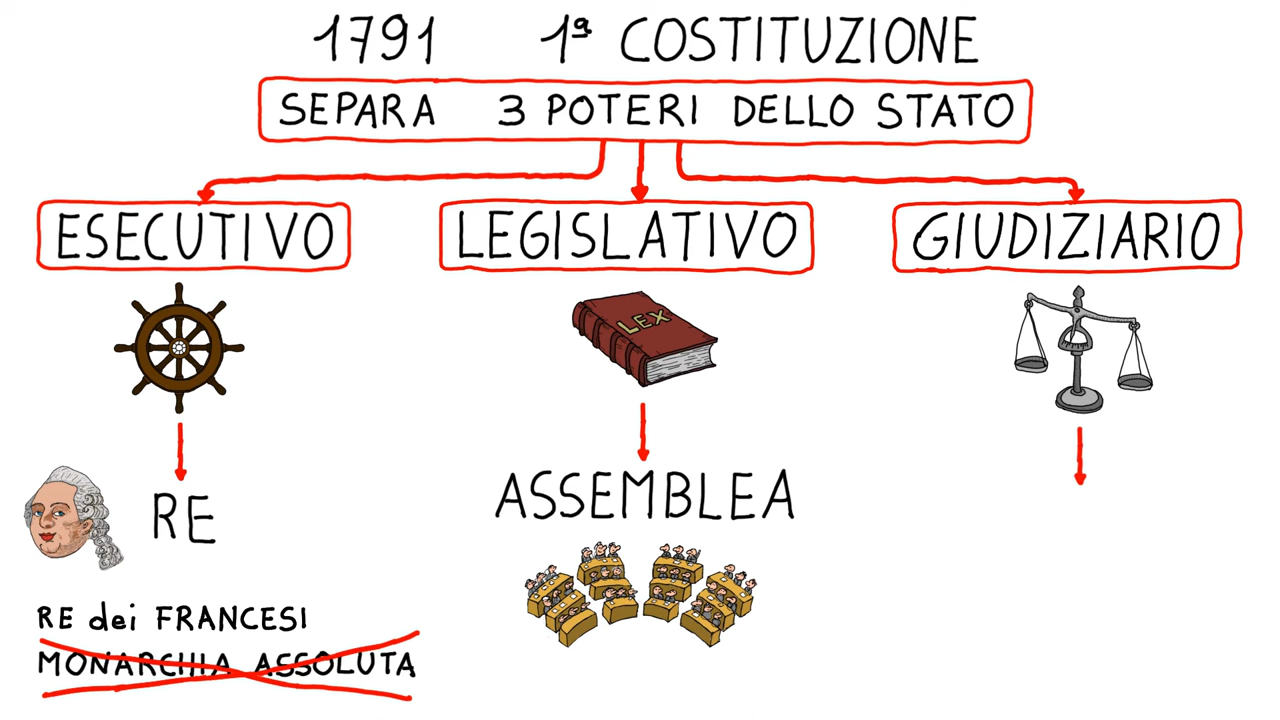 1791 1ª COSTITUZIONE
SEPARA 3 POTERI DELLO STATO
ESECUTIVO
LEGISLATIVO
GIUDIZIARIO
LEX
RE
ASSEMBLEA
RE dei FRANCESI
MONARCHIA ASSOLUTA